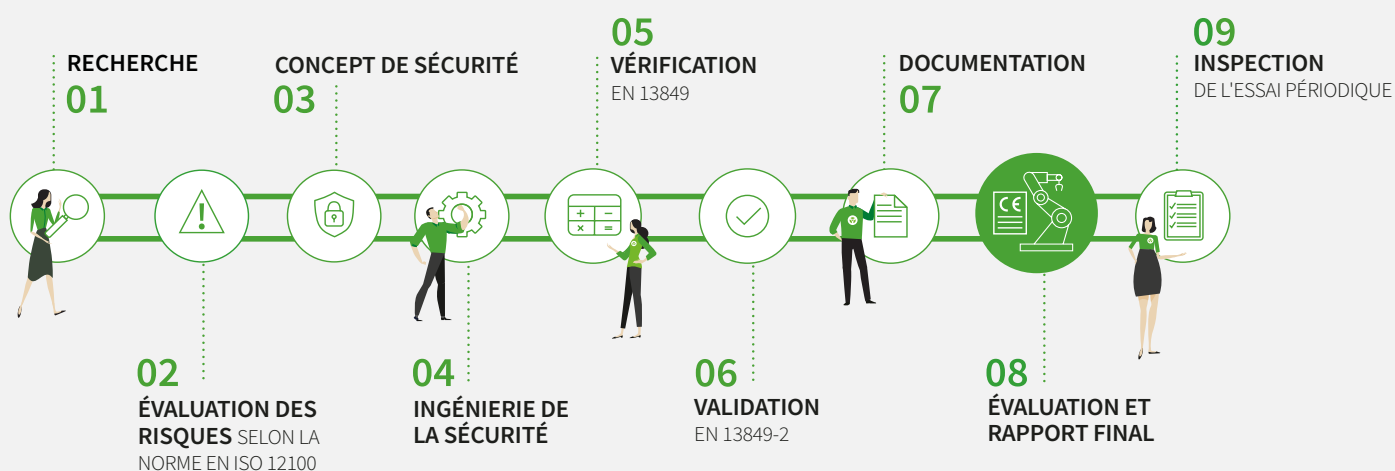 RECHERCHE
01
02
ÉVALUATION DES
RISQUES SELON LA
NORME EN ISO 12100
CONCEPT DE SÉCURITÉ
03
04
INGÉNIERIE DE
LA SÉCURITÉ
05
VÉRIFICATION
EN 13849
+ −
× =
06
VALIDATION
EN 13849-2
DOCUMENTATION
07
CE
08
ÉVALUATION ET
RAPPORT FINAL
09
INSPECTION
DE L'ESSAI PÉRIODIQUE